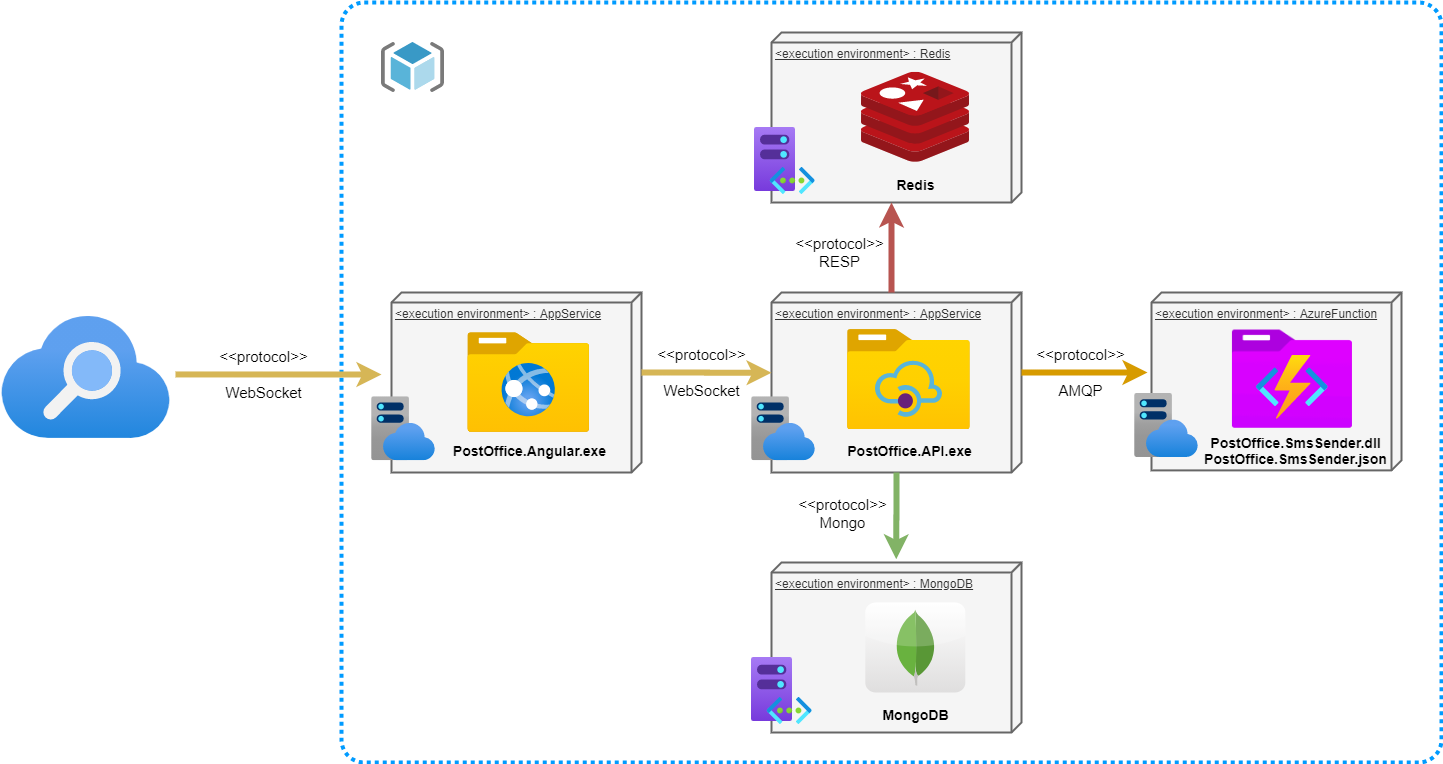 <execution environment> : Redis
Redis
<<protocol>>
RESP
<<protocol>>
WebSocket
<execution environment> : AppService
PostOffice.Angular.exe
<<protocol>>
WebSocket
<execution environment> : AppService
PostOffice.API.exe
<<protocol>>
AMQP
<execution environment> : AzureFunction
PostOffice.SmsSender.dll
PostOffice.SmsSender.json
<<protocol>>
Mongo
<execution environment> : MongoDB
MongoDB